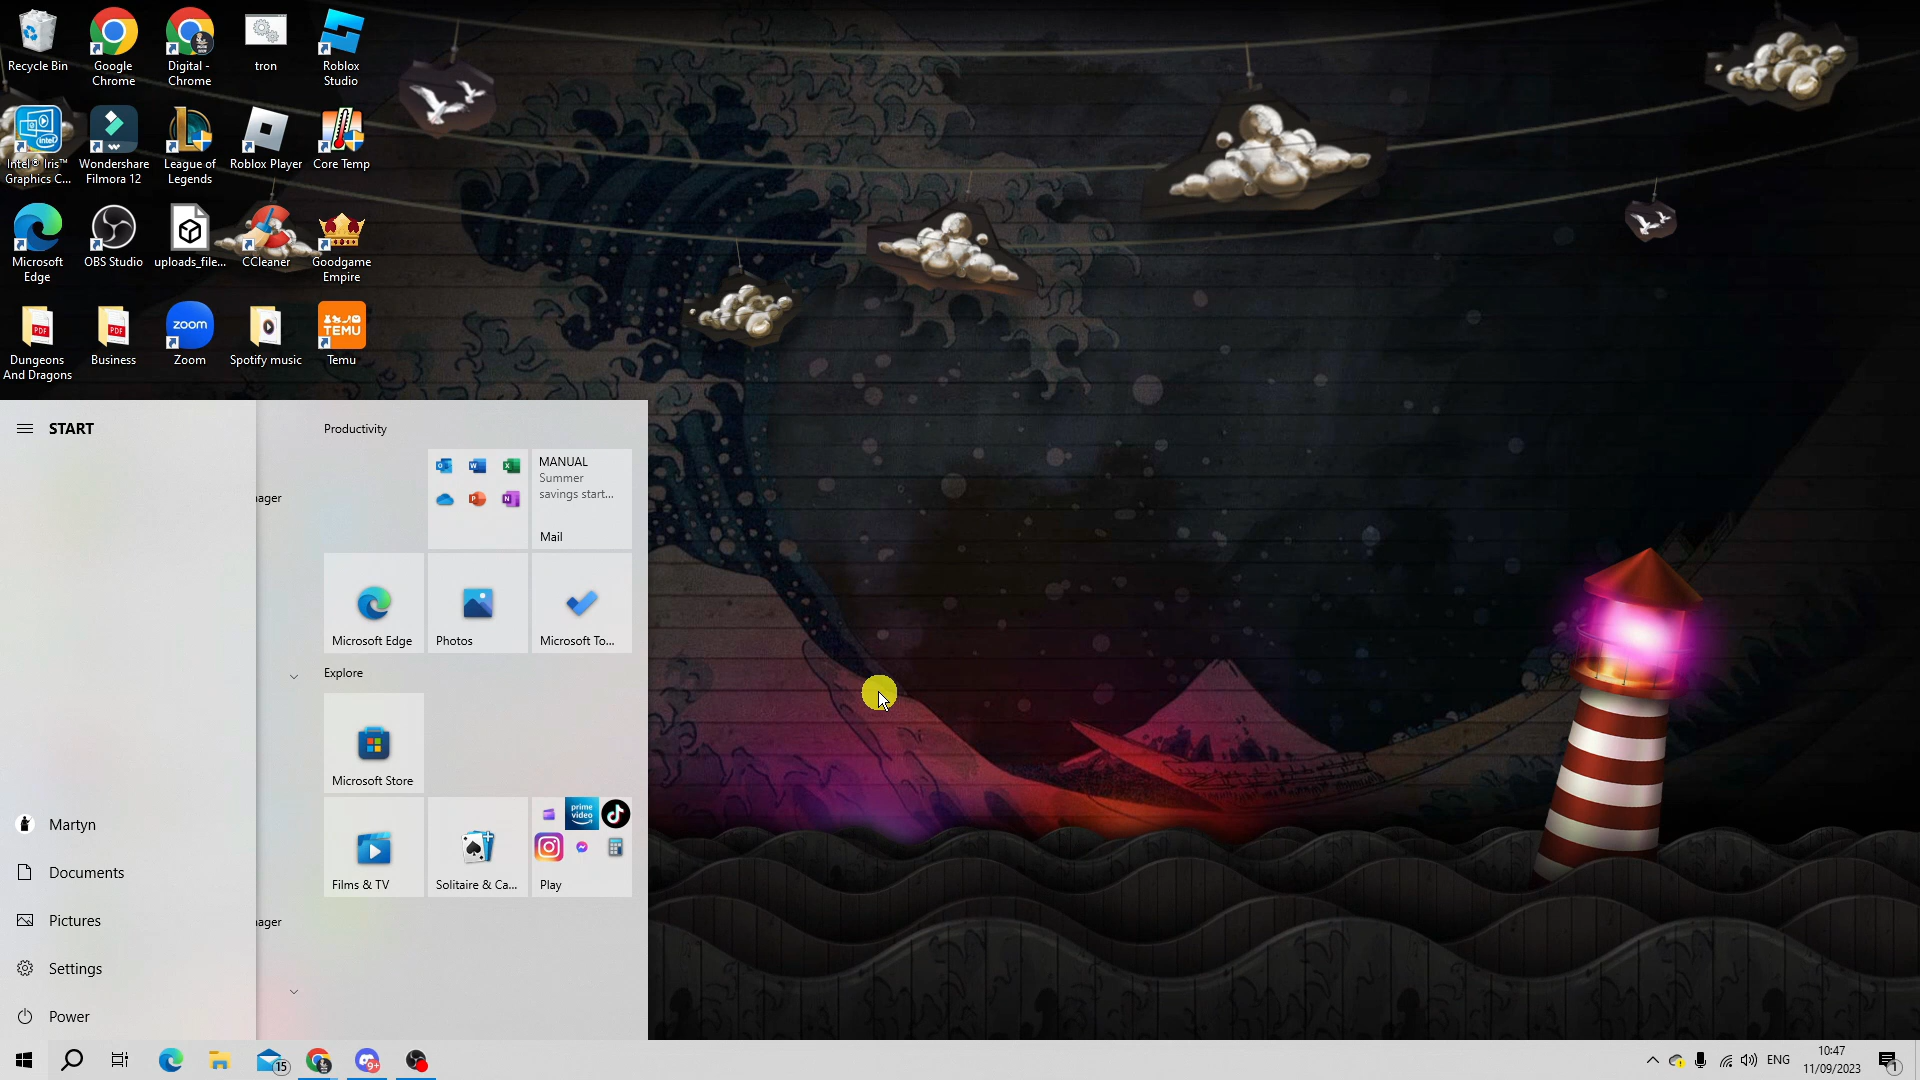 Recycle Bin
Google
Chrome
Digital -
Chrome
tron
Roblox
Studio
Intel® Iris™
Graphics C...
Wondershare
Filmora 12
League of
Legends
Roblox Player
Core Temp
Microsoft
Edge
OBS Studio
uploads_file...
CCleaner
Goodgame
Empire
PDF
PDF
zoom
TEMU
Dungeons
And Dragons
Business
Zoom
Spotify music
Temu
START
Productivity
MANUAL
Summer
savings start...
Mail
ager
Microsoft Edge
Photos
Microsoft To...
Explore
Microsoft Store
prime
video
Films & TV
Solitaire & Ca...
Play
Martyn
Documents
Pictures
ager
Settings
Power
15
9+
ENG
10:47
11/09/2023
1